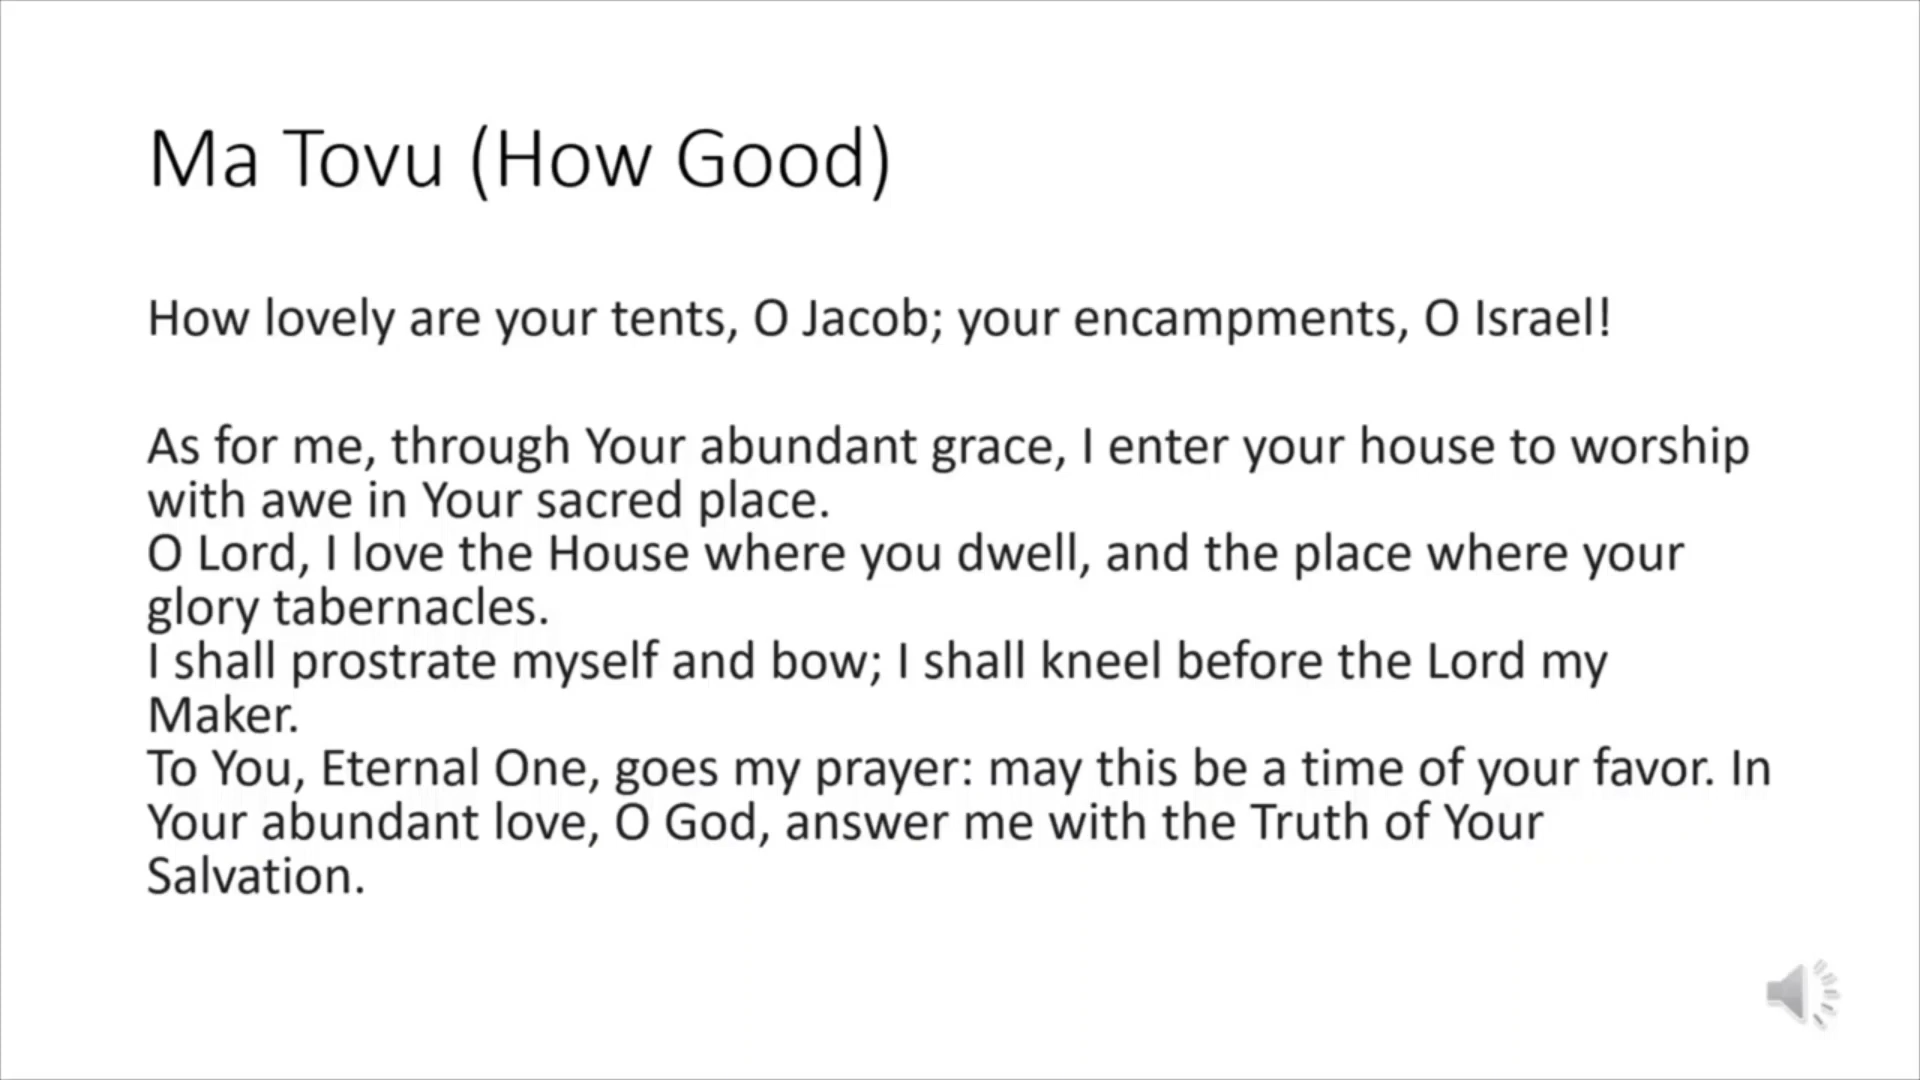 Ma Tovu (How Good)
How lovely are your tents, O Jacob; your encampments, O Israel!
As for me, through Your abundant grace, I enter your house to worship
with awe in Your sacred place.
O Lord, I love the House where you dwell, and the place where your
glory tabernacles.
I shall prostrate myself and bow; I shall kneel before the Lord my
Maker.
To You, Eternal One, goes my prayer: may this be a time of your favor. In
Your abundant love, O God, answer me with the Truth of Your
Salvation.